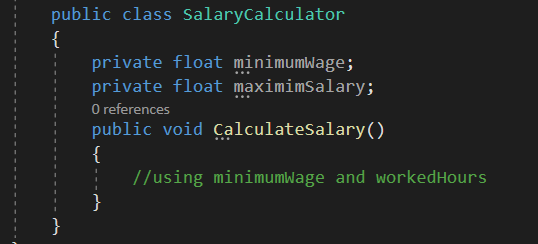 public class SalaryCalculator
{
private float minimumWage;
private float maximimSalary;
0 references
public void CalculateSalary()
{
//using minimumWage and workedHours
}
}